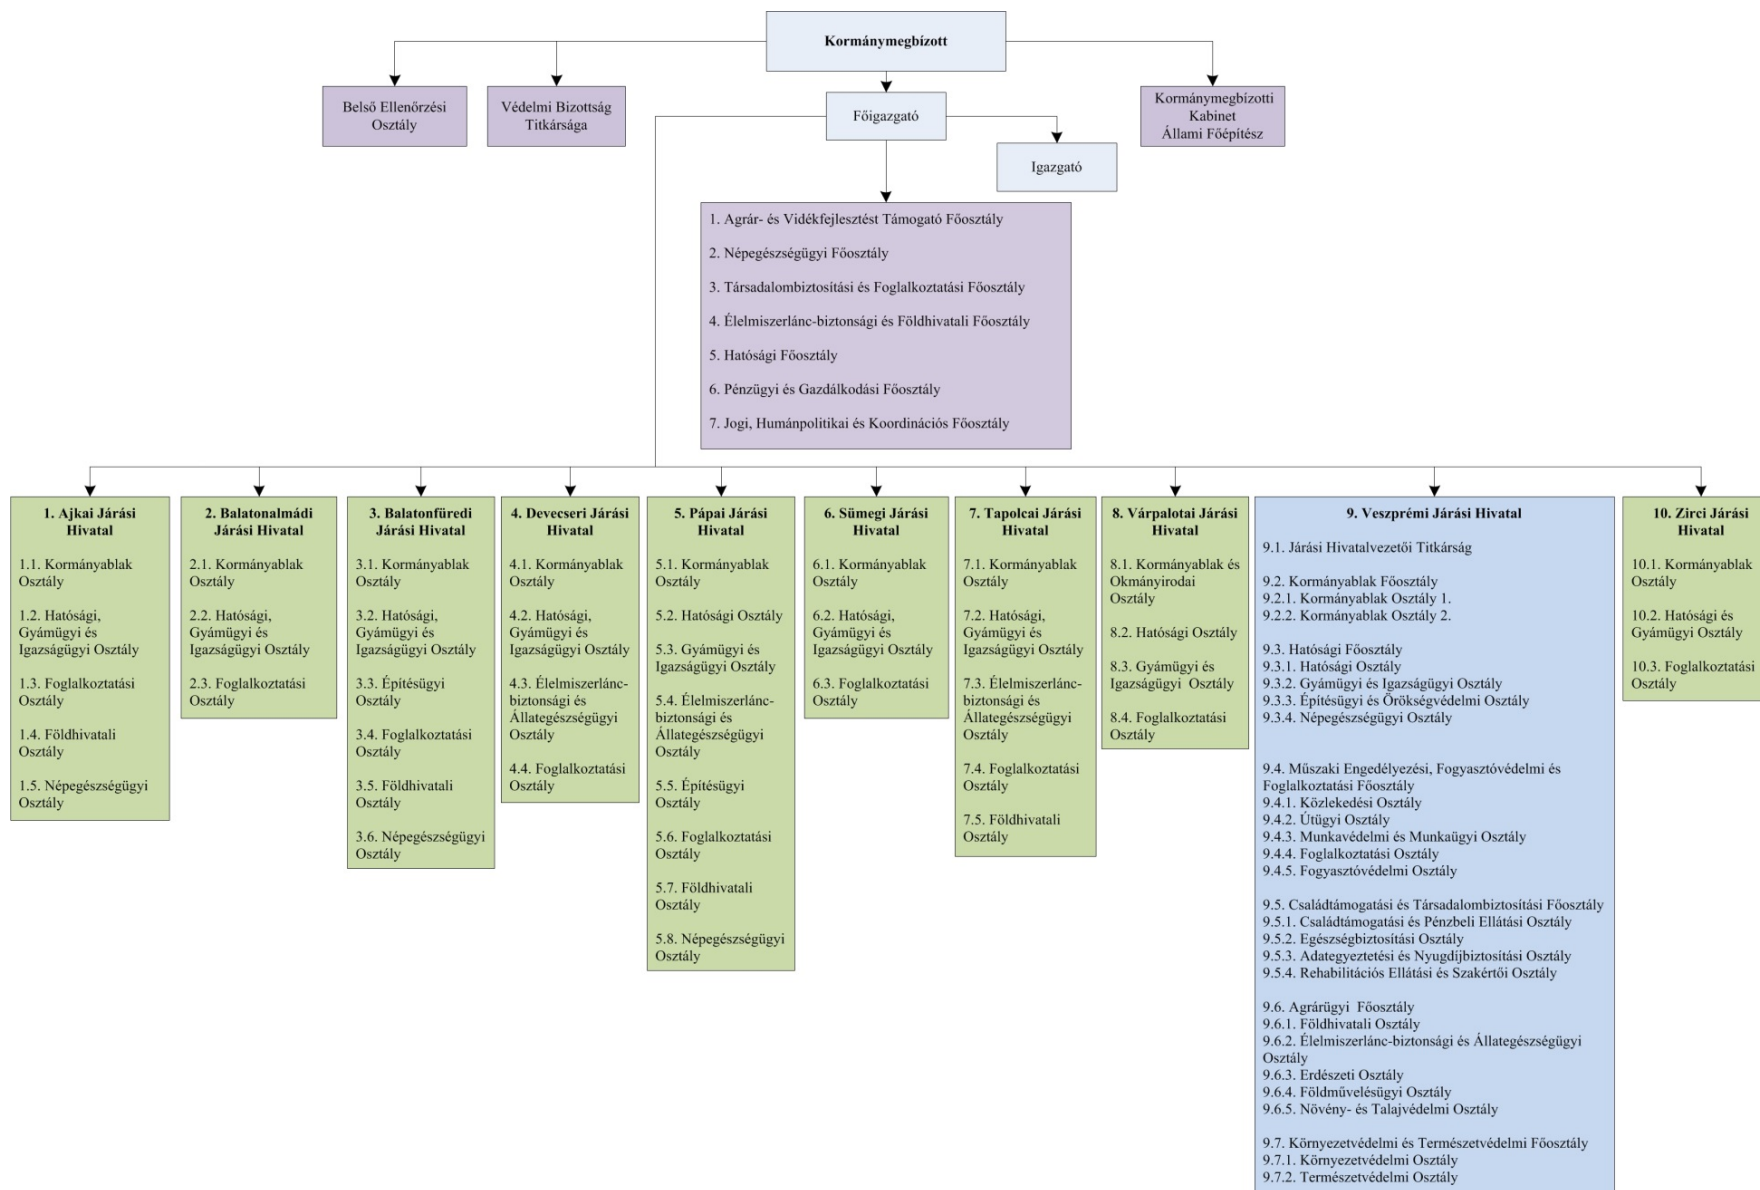 Kormánymegbízott
Belső Ellenőrzési
Osztály
Védelmi Bizottság
Titkársága
Főigazgató
Kormánymegbízotti
Kabinet
Állami Főépítész
Igazgató
1. Agrár- és Vidékfejlesztést Támogató Főosztály
2. Népegészségügyi Főosztály
3. Társadalombiztosítási és Foglalkoztatási Főosztály
4. Élelmiszerlánc-biztonsági és Földhivatali Főosztály
5. Hatósági Főosztály
6. Pénzügyi és Gazdálkodási Főosztály
7. Jogi, Humánpolitikai és Koordinációs Főosztály
1. Ajkai Járási
Hivatal
1.1. Kormányablak
Osztály
1.2. Hatósági,
Gyámügyi és
Igazságügyi Osztály
1.3. Foglalkoztatási
Osztály
1.4. Földhivatali
Osztály
1.5. Népegészségügyi
Osztály
2. Balatonalmádi
Járási Hivatal
2.1. Kormányablak
Osztály
2.2. Hatósági,
Gyámügyi és
Igazságügyi Osztály
2.3. Foglalkoztatási
Osztály
3. Balatonfüredi
Járási Hivatal
3.1. Kormányablak
Osztály
3.2. Hatósági,
Gyámügyi és
Igazságügyi Osztály
3.3. Építésügyi
Osztály
3.4. Foglalkoztatási
Osztály
3.5. Földhivatali
Osztály
3.6. Népegészségügyi
Osztály
4. Devecseri Járási
Hivatal
4.1. Kormányablak
Osztály
4.2. Hatósági,
Gyámügyi és
Igazságügyi Osztály
4.3. Élelmiszerlánc-
biztonsági és
Állategészségügyi
Osztály
4.4. Foglalkoztatási
Osztály
5. Pápai Járási
Hivatal
5.1. Kormányablak
Osztály
5.2. Hatósági Osztály
5.3. Gyámügyi és
Igazságügyi Osztály
5.4. Élelmiszerlánc-
biztonsági és
Állategészségügyi
Osztály
5.5. Építésügyi
Osztály
5.6. Foglalkoztatási
Osztály
5.7. Földhivatali
Osztály
5.8. Népegészségügyi
Osztály
6. Sümegi Járási
Hivatal
6.1. Kormányablak
Osztály
6.2. Hatósági,
Gyámügyi és
Igazságügyi Osztály
6.3. Foglalkoztatási
Osztály
7. Tapolcai Járási
Hivatal
7.1. Kormányablak
Osztály
7.2. Hatósági,
Gyámügyi és
Igazságügyi Osztály
7.3. Élelmiszerlánc-
biztonsági és
Állategészségügyi
Osztály
7.4. Foglalkoztatási
Osztály
7.5. Földhivatali
Osztály
8. Várpalotai Járási
Hivatal
8.1. Kormányablak és
Okmányirodai
Osztály
8.2. Hatósági Osztály
8.3. Gyámügyi és
Igazságügyi Osztály
8.4. Foglalkoztatási
Osztály
9. Veszprémi Járási Hivatal
9.1. Járási Hivatalvezetői Titkárság
9.2. Kormányablak Főosztály
9.2.1. Kormányablak Osztály 1.
9.2.2. Kormányablak Osztály 2.
9.3. Hatósági Főosztály
9.3.1. Hatósági Osztály
9.3.2. Gyámügyi és Igazságügyi Osztály
9.3.3. Építésügyi és Örökségvédelmi Osztály
9.3.4. Népegészségügyi Osztály
9.4. Műszaki Engedélyezési, Fogyasztóvédelmi és
Foglalkoztatási Főosztály
9.4.1. Közlekedési Osztály
9.4.2. Útügyi Osztály
9.4.3. Munkavédelmi és Munkaügyi Osztály
9.4.4. Foglalkoztatási Osztály
9.4.5. Fogyasztóvédelmi Osztály
9.5. Családtámogatási és Társadalombiztosítási Főosztály
9.5.1. Családtámogatási és Pénzbeli Ellátási Osztály
9.5.2. Egészségbiztosítási Osztály
9.5.3. Adategyeztetési és Nyugdíjbiztosítási Osztály
9.5.4. Rehabilitációs Ellátási és Szakértői Osztály
9.6. Agrárügyi Főosztály
9.6.1. Földhivatali Osztály
9.6.2. Élelmiszerlánc-biztonsági és Állategészségügyi
Osztály
9.6.3. Erdészeti Osztály
9.6.4. Földművelésügyi Osztály
9.6.5. Növény- és Talajvédelmi Osztály
9.7. Környezetvédelmi és Természetvédelmi Főosztály
9.7.1. Környezetvédelmi Osztály
9.7.2. Természetvédelmi Osztály
10. Zirci Járási
Hivatal
10.1. Kormányablak
Osztály
10.2. Hatósági és
Gyámügyi Osztály
10.3. Foglalkoztatási
Osztály